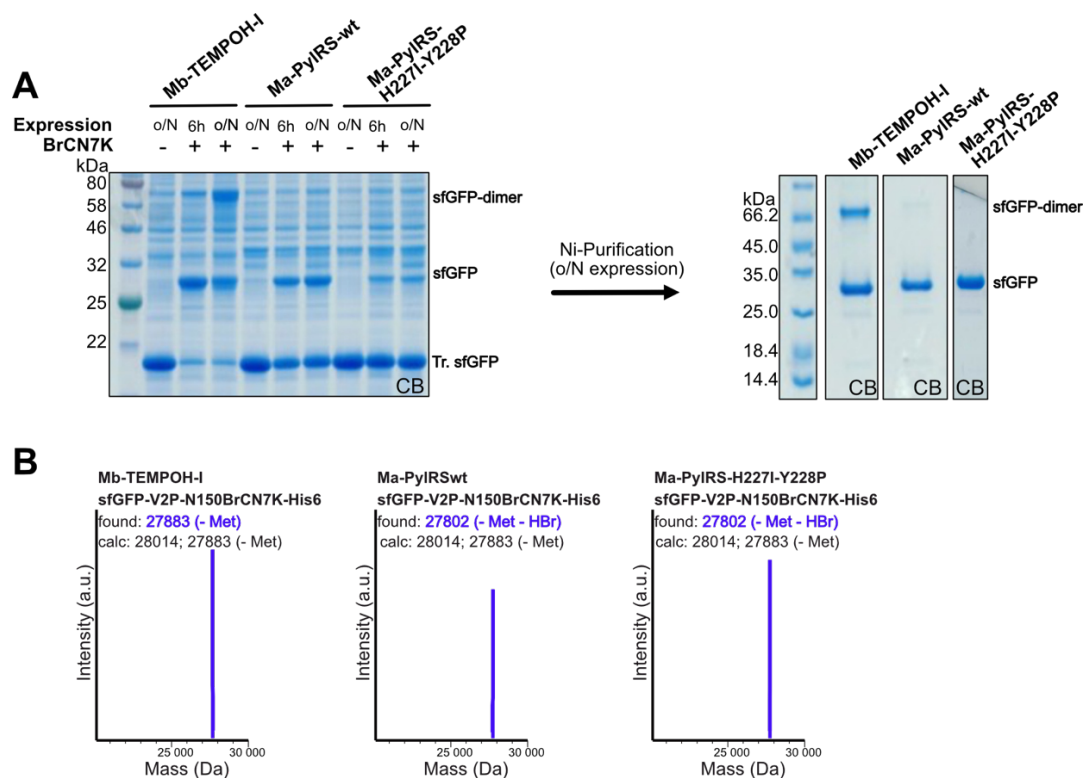 A
Mb-TEMPOH-I
Ma-PylRS-wt
Ma-PylRS-
H227I-Y228P
Expression o/N 6h o/N o/N 6h o/N o/N 6h o/N
BrCN7K - + + - + + - + +
kDa
80
58
46
32
25
22
sfGFP-dimer
sfGFP
Tr. sfGFP
CB
Ni-Purification
(o/N expression)
Mb-TEMPOH-I
Ma-PylRS-wt
Ma-PylRS-
H227I-Y228P
kDa
66.2
45.0
35.0
25.0
18.4
14.4
sfGFP-dimer
sfGFP
CB
CB
CB
B
Mb-TEMPOH-I
sfGFP-V2P-N150BrCN7K-His6
found: 27883 (- Met)
calc: 28014; 27883 (- Met)
Intensity (a.u.)
25 000 30 000
Mass (Da)
Ma-PylRSwt
sfGFP-V2P-N150BrCN7K-His6
found: 27802 (- Met - HBr)
calc: 28014; 27883 (- Met)
Intensity (a.u.)
25 000 30 000
Mass (Da)
Ma-PylRS-H227I-Y228P
sfGFP-V2P-N150BrCN7K-His6
found: 27802 (- Met - HBr)
calc: 28014; 27883 (- Met)
Intensity (a.u.)
25 000 30 000
Mass (Da)